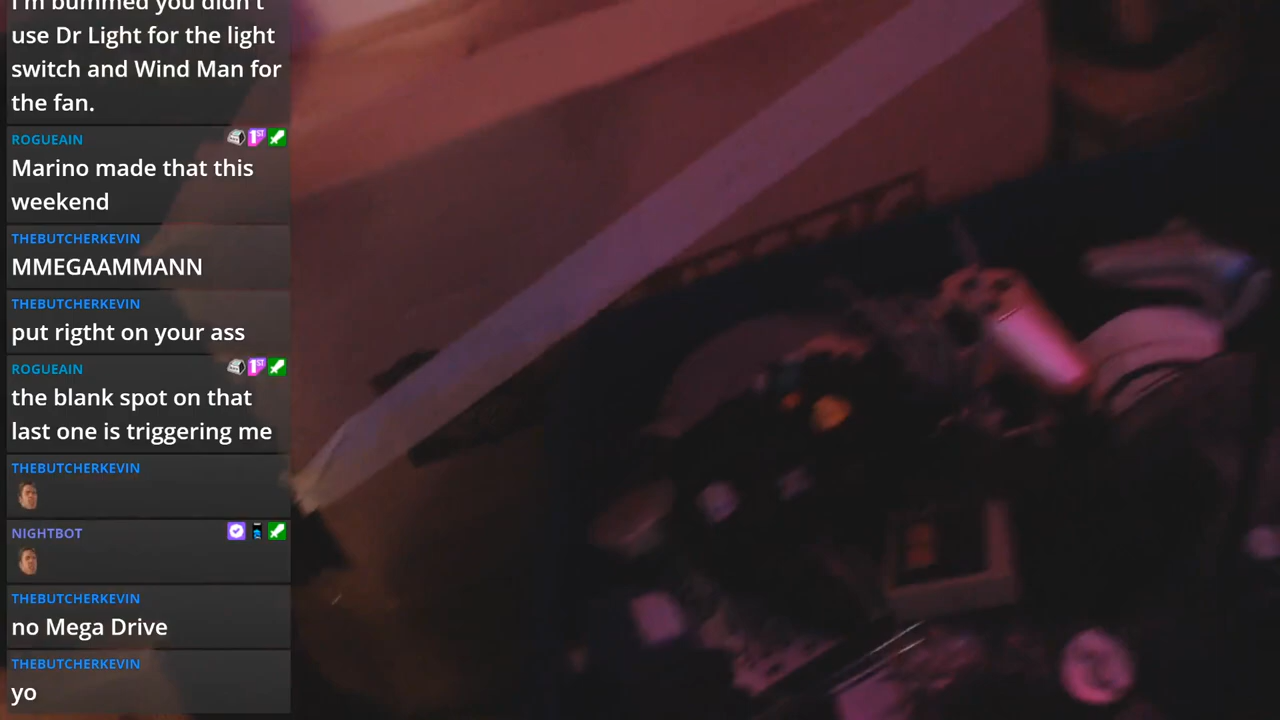 I'm bummed you didn't
use Dr Light for the light
switch and Wind Man for
the fan.
ROGUEAIN
Marino made that this
weekend
THEBUTCHERKEVIN
MMEGAAMMANN
THEBUTCHERKEVIN
put rigtht on your ass
ROGUEAIN
the blank spot on that
last one is triggering me
THEBUTCHERKEVIN
NIGHTBOT
THEBUTCHERKEVIN
no Mega Drive
THEBUTCHERKEVIN
yo